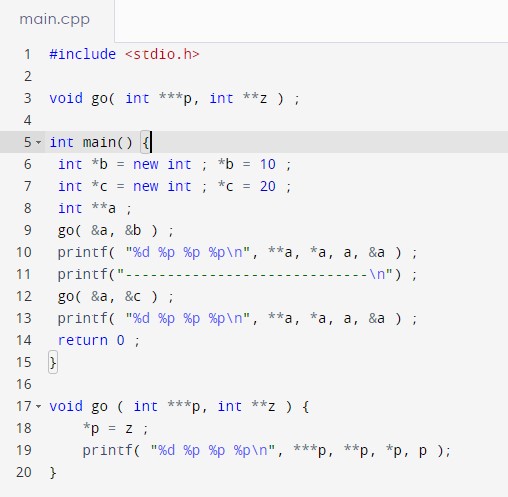 main.cpp
1 #include <stdio.h>
2
3 void go( int ***p, int **z ) ;
4
5 int main() {
6 int *b = new int ; *b = 10 ;
7 int *c = new int ; *c = 20 ;
8 int **a ;
9 go( &a, &b ) ;
10 printf( "%d %p %p %p\n", **a, *a, a, &a ) ;
11 printf("------------------------------\n") ;
12 go( &a, &c ) ;
13 printf( "%d %p %p %p\n", **a, *a, a, &a ) ;
14 return 0 ;
15 }
16
17 void go ( int ***p, int **z ) {
18 *p = z ;
19 printf( "%d %p %p %p\n", ***p, **p, *p, p );
20 }